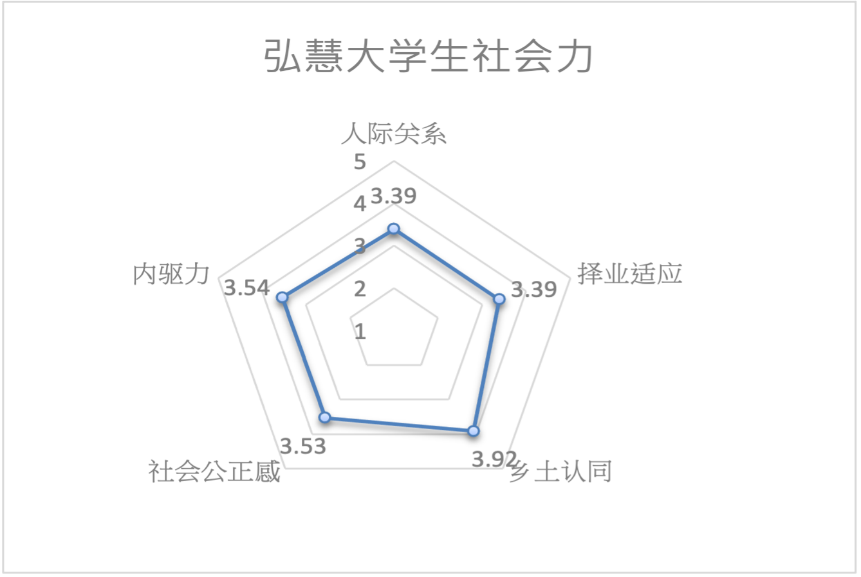 弘慧大学生社会力
人际关系
5
3.39
4
3
内驱力
3.54
择业适应
3.39
2
1
3.53
3.92
社会公正感
乡土认同